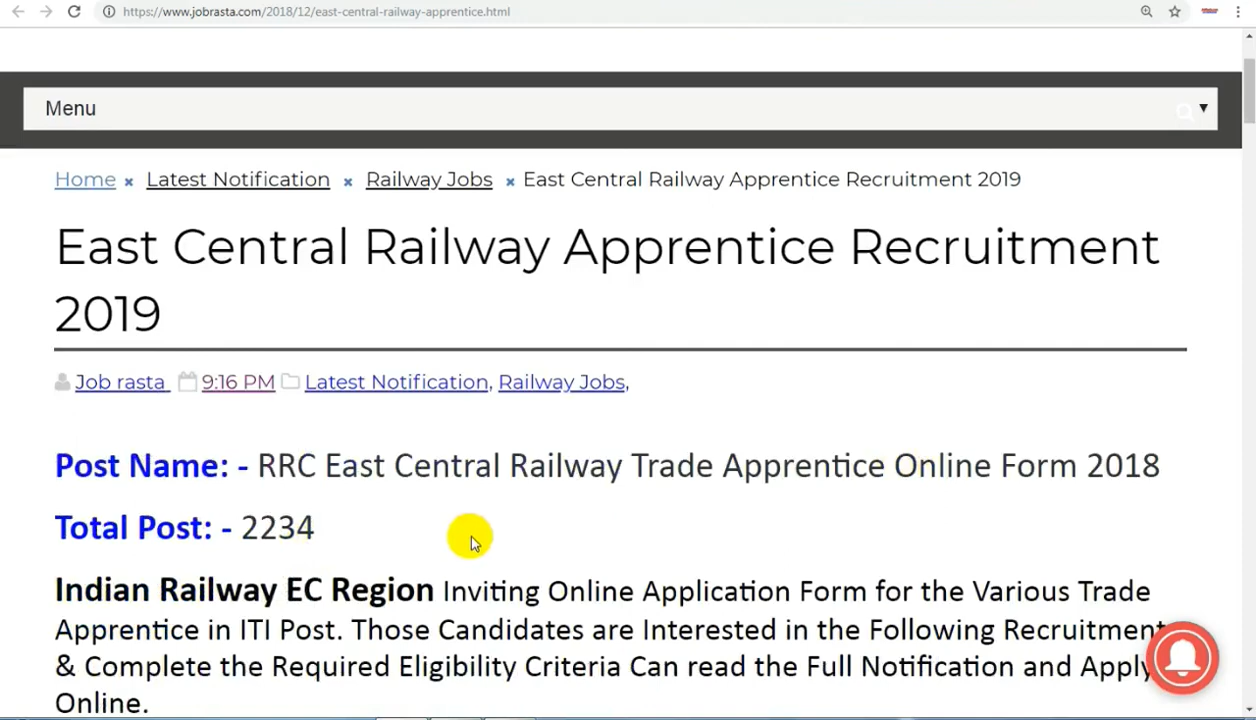 https://www.jobrasta.com/2018/12/east-central-railway-apprentice.html
Menu
Home × Latest Notification × Railway Jobs × East Central Railway Apprentice Recruitment 2019
East Central Railway Apprentice Recruitment
2019
Job rasta 9:16 PM Latest Notification, Railway Jobs,
Post Name: - RRC East Central Railway Trade Apprentice Online Form 2018
Total Post: - 2234
Indian Railway EC Region Inviting Online Application Form for the Various Trade
Apprentice in ITI Post. Those Candidates are Interested in the Following Recruitment
& Complete the Required Eligibility Criteria Can read the Full Notification and Apply
Online.